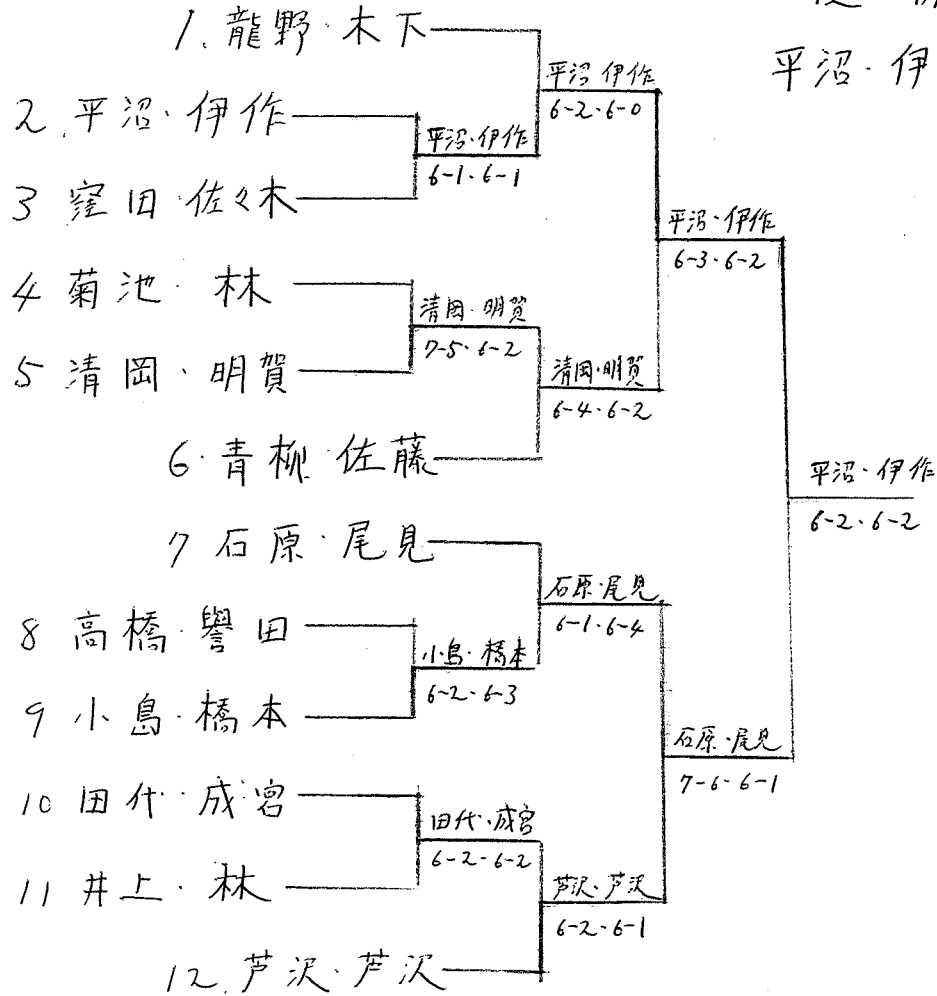 平沼・伊
1. 龍野・木下
平沼 伊作
6-2・6-0
2. 平沼・伊作
平沼・伊作
6-1・6-1
3 窪田・佐々木
平沼・伊作
6-3・6-2
4 菊池・林
清岡・明賀
7-5・6-2
5 清岡・明賀
清岡・明賀
6-4・6-2
6・青柳・佐藤
平沼・伊作
6-2・6-2
7 石原・尾見
石原・尾見
6-1・6-4
8 高橋・譽田
小島・橋本
6-2・6-3
9 小島・橋本
石原・尾見
7-6・6-1
10 田代・成宮
田代・成宮
6-2・6-2
11 井上・林
芦沢・芦沢
6-2・6-1
12. 芦沢・芦沢